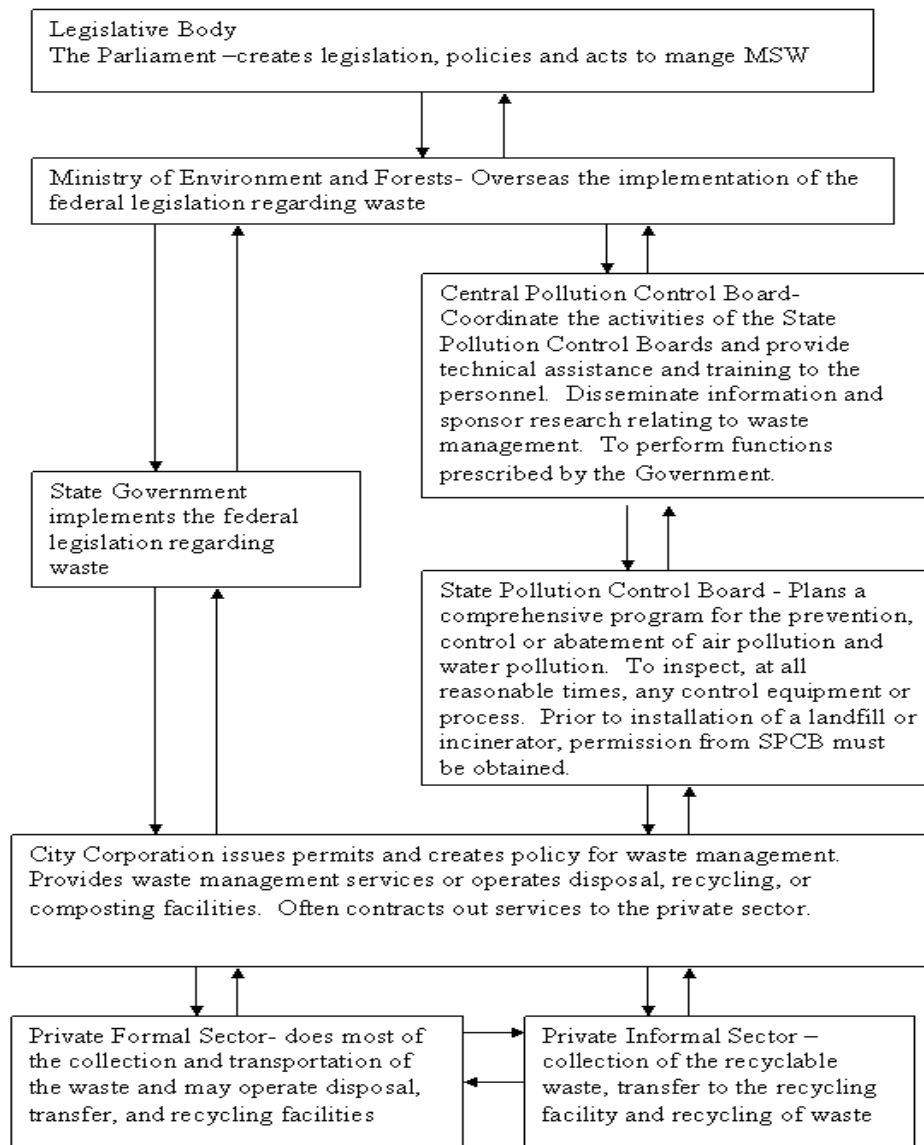 Legislative Body
The Parliament –creates legislation, policies and acts to mange MSW
Ministry of Environment and Forests- Overseas the implementation of the
federal legislation regarding waste
Central Pollution Control Board-
Coordinate the activities of the State
Pollution Control Boards and provide
technical assistance and training to the
personnel. Disseminate information and
sponsor research relating to waste
management. To perform functions
prescribed by the Government.
State Government
implements the federal
legislation regarding
waste
State Pollution Control Board - Plans a
comprehensive program for the prevention,
control or abatement of air pollution and
water pollution. To inspect, at all
reasonable times, any control equipment or
process. Prior to installation of a landfill or
incinerator, permission from SPCB must
be obtained.
City Corporation issues permits and creates policy for waste management.
Provides waste management services or operates disposal, recycling, or
composting facilities. Often contracts out services to the private sector.
Private Formal Sector- does most of
the collection and transportation of
the waste and may operate disposal,
transfer, and recycling facilities
Private Informal Sector –
collection of the recyclable
waste, transfer to the recycling
facility and recycling of waste